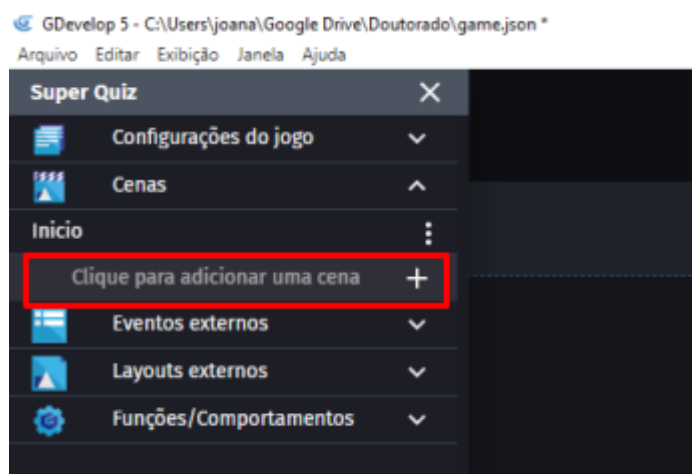 GDevelop 5 - C:\Users\joana\Google Drive\Doutorado\game.json *
Arquivo Editar Exibição Janela Ajuda
Super Quiz
Configurações do jogo
Cenas
Inicio
Clique para adicionar uma cena
Eventos externos
Layouts externos
Funções/Comportamentos